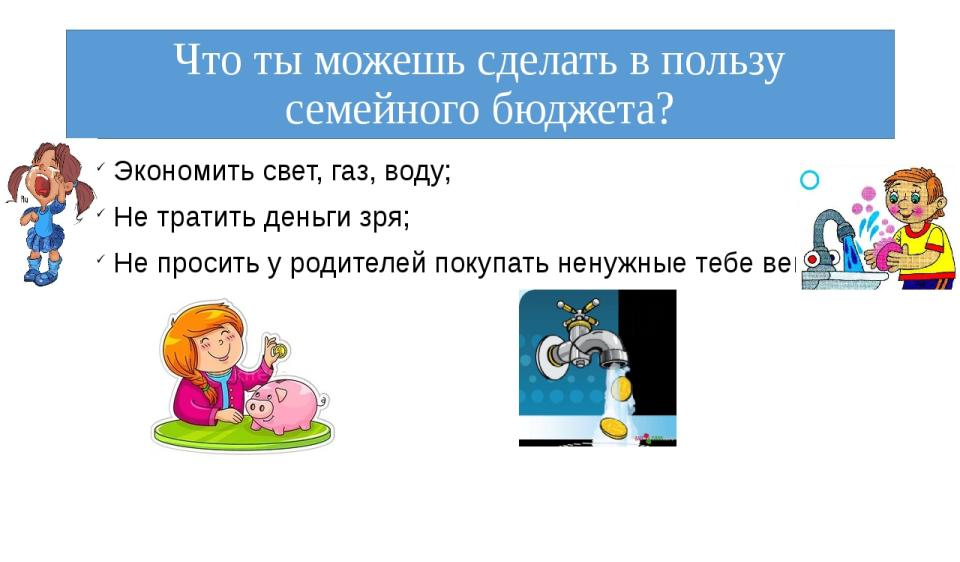 Что ты можешь сделать в пользу
семейного бюджета?
Экономить свет, газ, воду;
Не тратить деньги зря;
Не просить у родителей покупать ненужные тебе